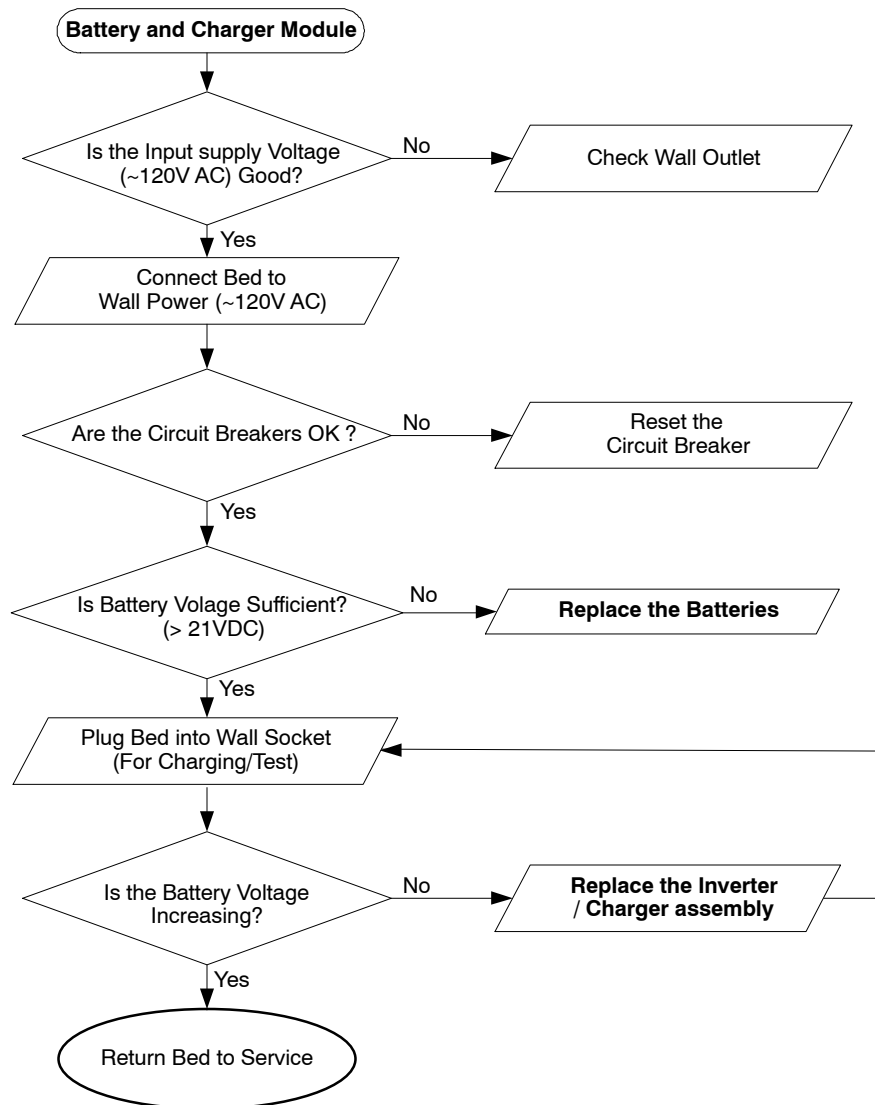 Battery and Charger Module
Is the Input supply Voltage
(~120V AC) Good?
No
Check Wall Outlet
Yes
Connect Bed to
Wall Power (~120V AC)
Are the Circuit Breakers OK ?
No
Reset the
Circuit Breaker
Yes
Is Battery Volage Sufficient?
(> 21VDC)
No
Replace the Batteries
Yes
Plug Bed into Wall Socket
(For Charging/Test)
Is the Battery Voltage
Increasing?
No
Replace the Inverter
/ Charger assembly
Yes
Return Bed to Service